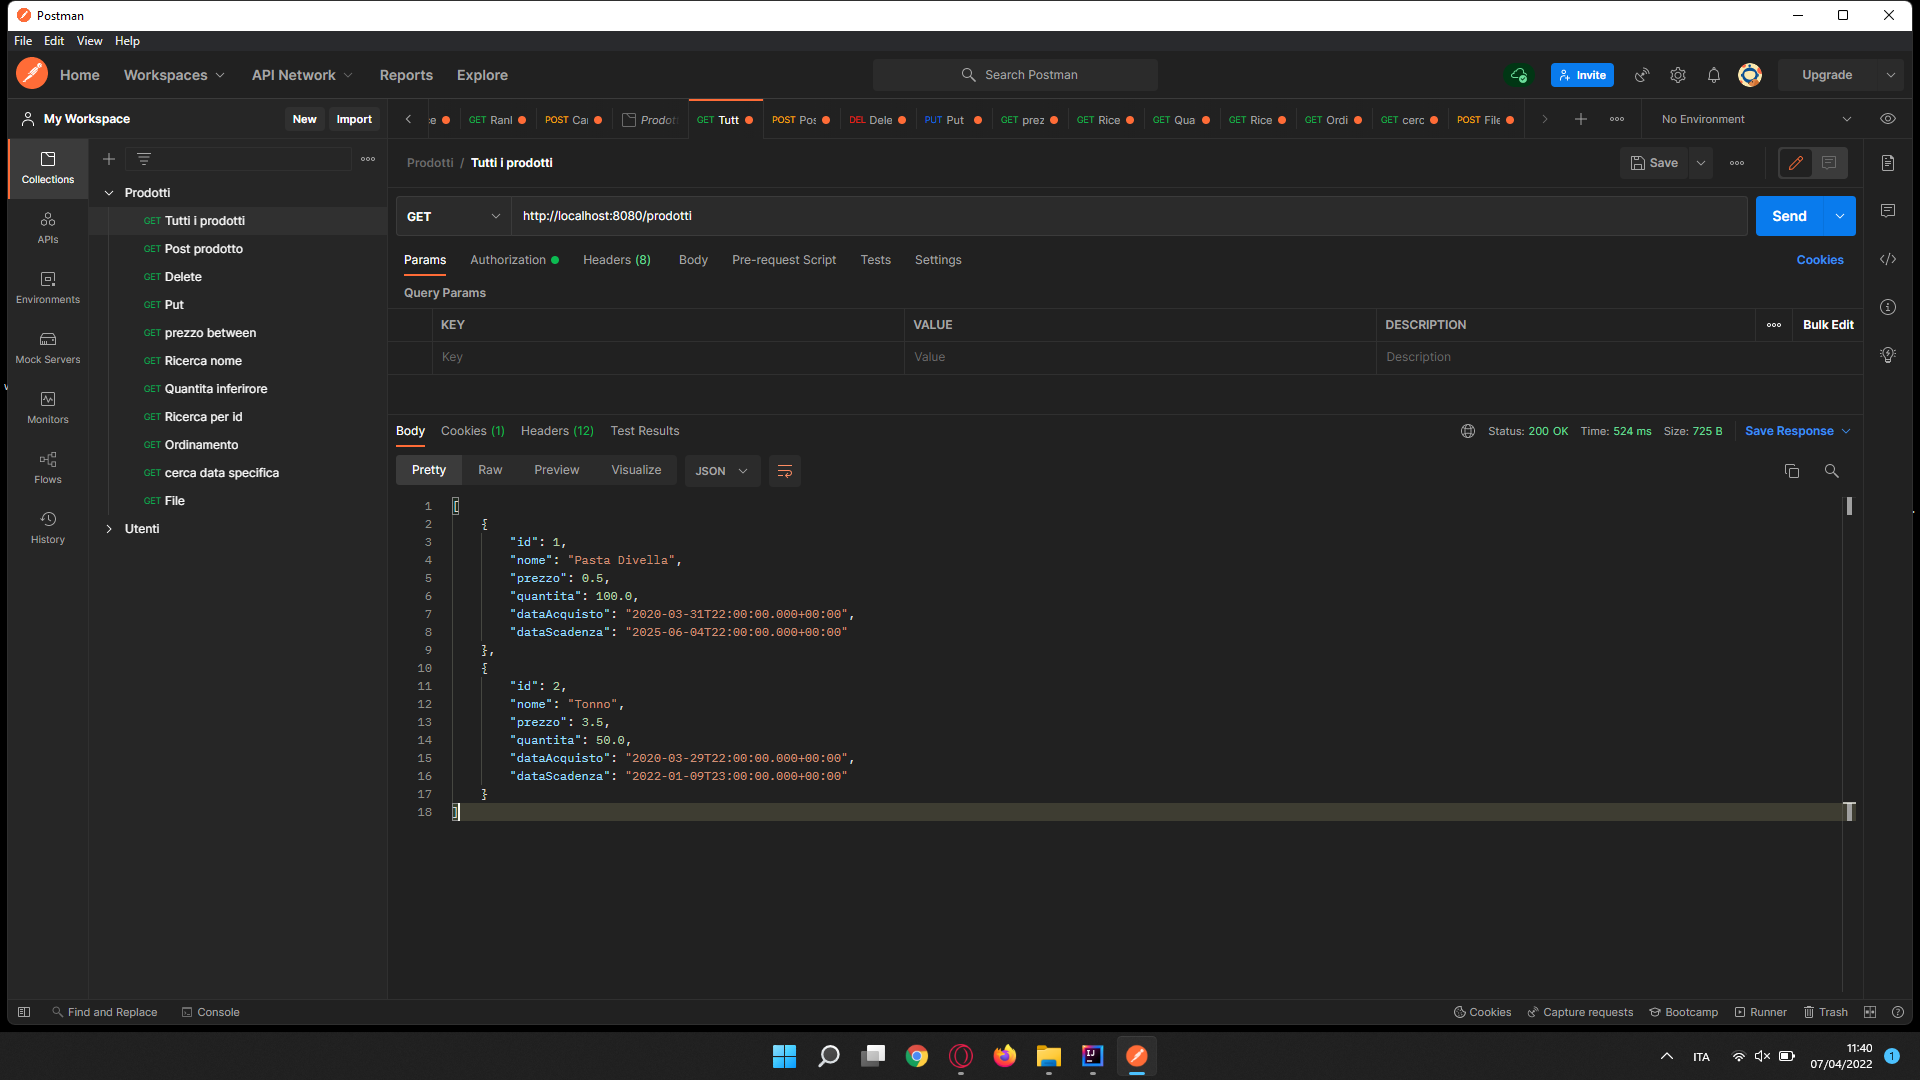 Postman
File Edit View Help
Home Workspaces API Network Reports Explore
Search Postman
Invite
Upgrade
My Workspace
New Import
GET Ranl
POST Cai
Prodot
GET Tutt
POST Pos
DEL Dele
PUT Put
GET prez
GET Rice
GET Qua
GET Rice
GET Ordi
GET cerc
POST File
No Environment
Collections
APIs
Environments
Mock Servers
Monitors
Flows
History
Prodotti
GET Tutti i prodotti
GET Post prodotto
GET Delete
GET Put
GET prezzo between
GET Ricerca nome
GET Quantita inferirore
GET Ricerca per id
GET Ordinamento
GET cerca data specifica
GET File
Utenti
Prodotti / Tutti i prodotti
Save
GET http://localhost:8080/prodotti
Send
Params Authorization Headers (8) Body Pre-request Script Tests Settings
Cookies
Query Params
KEY VALUE DESCRIPTION Bulk Edit
Key Value Description
Body Cookies (1) Headers (12) Test Results
Status: 200 OK Time: 524 ms Size: 725 B Save Response
Pretty Raw Preview Visualize JSON
1 [
2 {
3 "id": 1,
4 "nome": "Pasta Divella",
5 "prezzo": 0.5,
6 "quantita": 100.0,
7 "dataAcquisto": "2020-03-31T22:00:00.000+00:00",
8 "dataScadenza": "2025-06-04T22:00:00.000+00:00"
9 },
10 {
11 "id": 2,
12 "nome": "Tonno",
13 "prezzo": 3.5,
14 "quantita": 50.0,
15 "dataAcquisto": "2020-03-29T22:00:00.000+00:00",
16 "dataScadenza": "2022-01-09T23:00:00.000+00:00"
17 }
18 ]
Find and Replace Console
Cookies Capture requests Bootcamp Runner Trash
ITA
11:40
07/04/2022
1